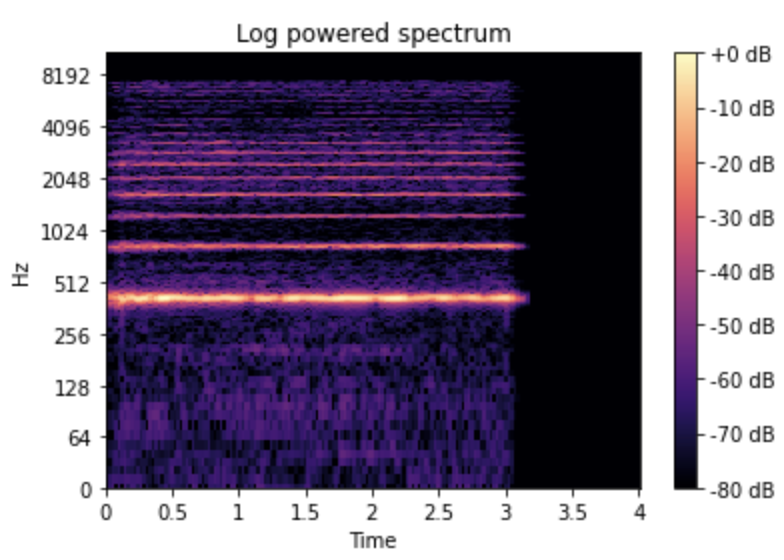 Log powered spectrum
Hz
8192
4096
2048
1024
512
256
128
64
0
0 0.5 1 1.5 2 2.5 3 3.5 4
Time
+0 dB
-10 dB
-20 dB
-30 dB
-40 dB
-50 dB
-60 dB
-70 dB
-80 dB